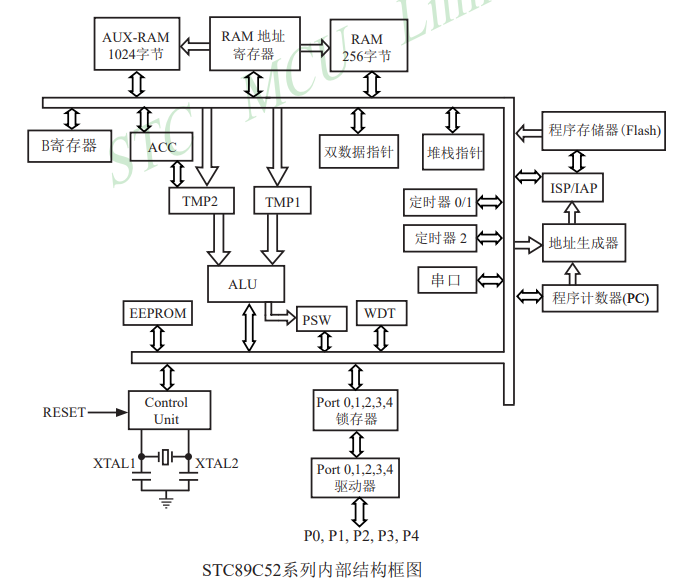 AUX-RAM
1024字节
RAM 地址
寄存器
RAM
256字节
STC MCU Limi
B寄存器
ACC
双数据指针
堆栈指针
程序存储器(Flash)
ISP/IAP
TMP2
TMP1
定时器 0/1
定时器 2
地址生成器
串口
程序计数器(PC)
ALU
EEPROM
PSW
WDT
RESET
Control
Unit
Port 0,1,2,3,4
锁存器
XTAL1
XTAL2
Port 0,1,2,3,4
驱动器
P0, P1, P2, P3, P4
STC89C52系列内部结构框图